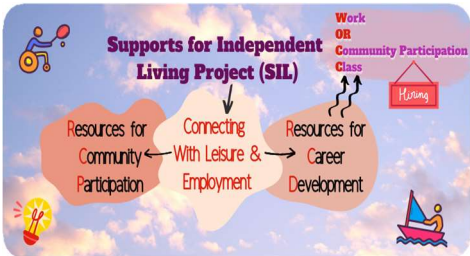 Supports for Independent
Living Project (SIL)
Work
OR
Community Participation
Class
Hiring
Resources for
Community
Participation
Connecting
With Leisure &
Employment
Resources for
Career
Development